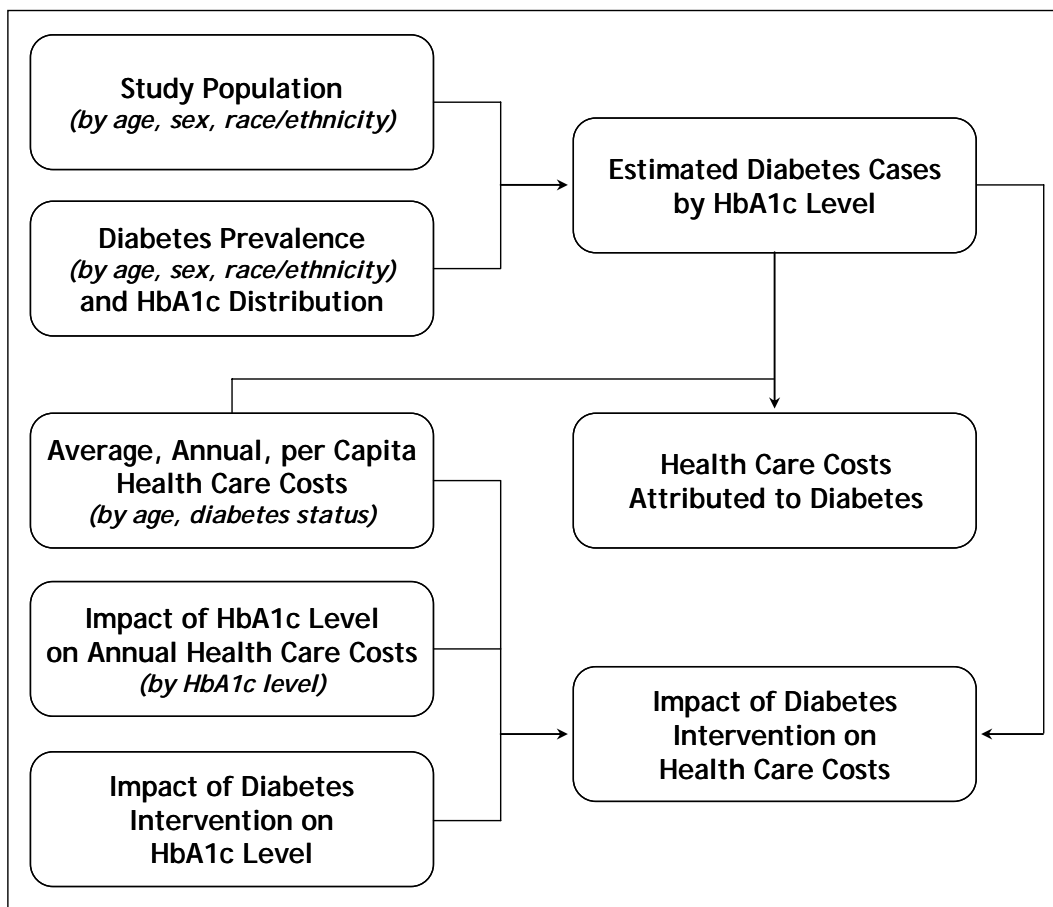 Study Population
(by age, sex, race/ethnicity)
Diabetes Prevalence
(by age, sex, race/ethnicity)
and HbA1c Distribution
Estimated Diabetes Cases
by HbA1c Level
Average, Annual, per Capita
Health Care Costs
(by age, diabetes status)
Health Care Costs
Attributed to Diabetes
Impact of HbA1c Level
on Annual Health Care Costs
(by HbA1c level)
Impact of Diabetes
Intervention on
HbA1c Level
Impact of Diabetes
Intervention on
Health Care Costs